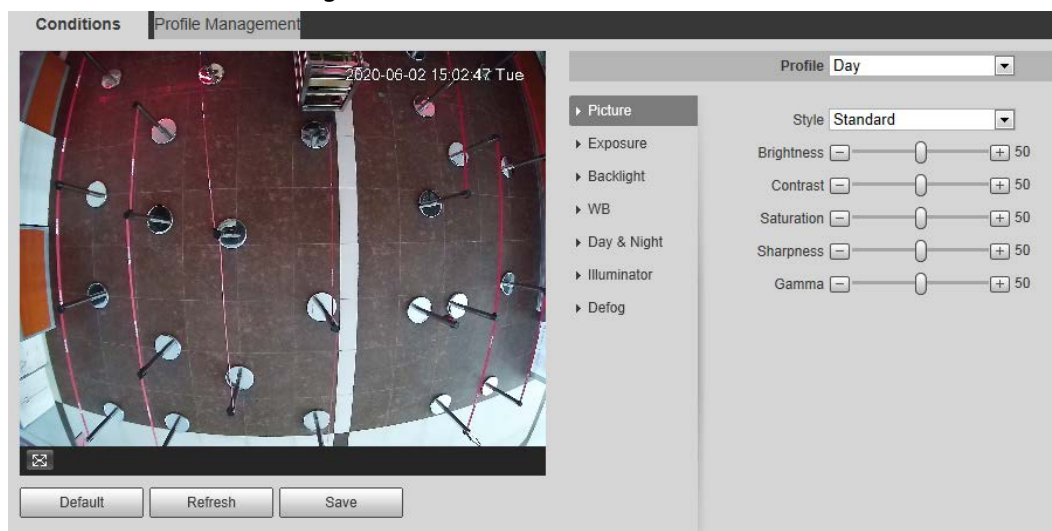 Conditions
Profile Management
2020-06-02 15:02:47 Tue
Profile Day
Picture
Exposure
Backlight
WB
Day & Night
Illuminator
Defog
Style Standard
Brightness 50
Contrast 50
Saturation 50
Sharpness 50
Gamma 50
Default
Refresh
Save